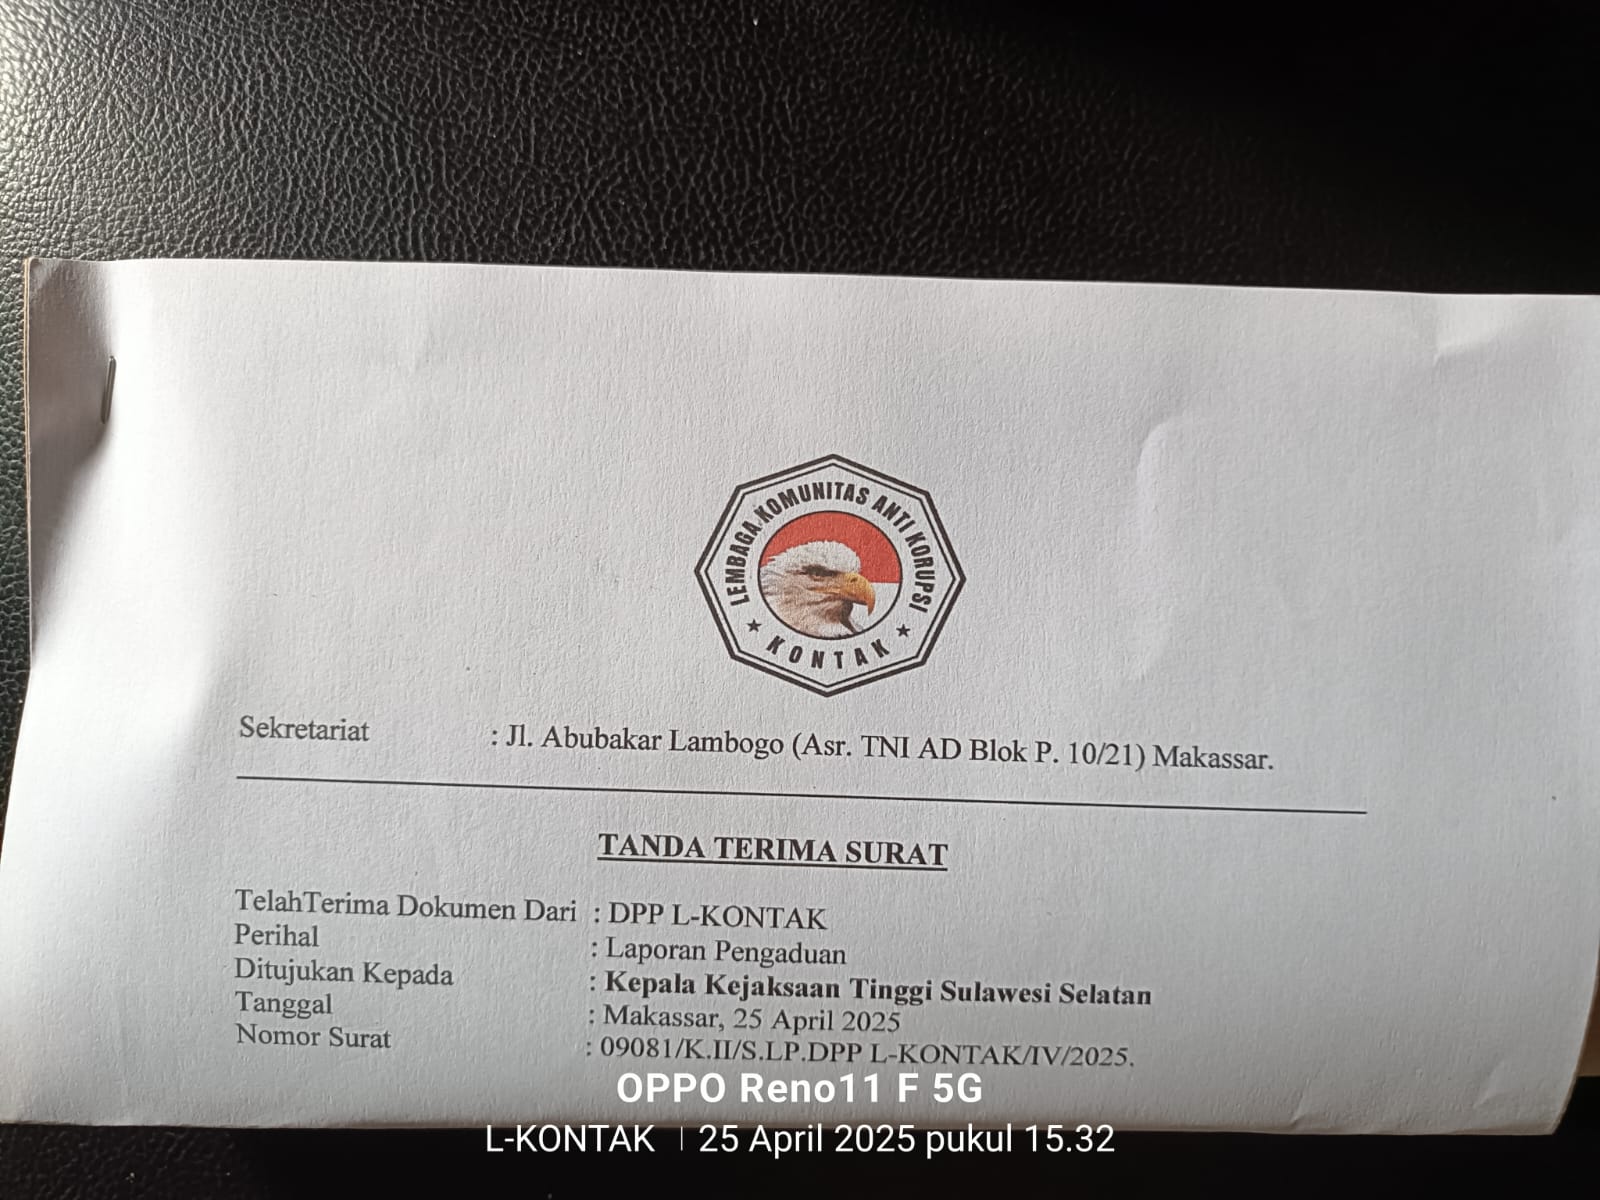 LEMBAGA KOMUNITAS ANTI KORUPSI
KONTAK
Sekretariat : Jl. Abubakar Lambogo (Asr. TNI AD Blok P. 10/21) Makassar.
TANDA TERIMA SURAT
TelahTerima Dokumen Dari : DPP L-KONTAK
Perihal : Laporan Pengaduan
Ditujukan Kepada : Kepala Kejaksaan Tinggi Sulawesi Selatan
Tanggal : Makassar, 25 April 2025
Nomor Surat : 09081/K.II/S.LP.DPP L-KONTAK/IV/2025.
OPPO Reno11 F 5G
L-KONTAK | 25 April 2025 pukul 15.32